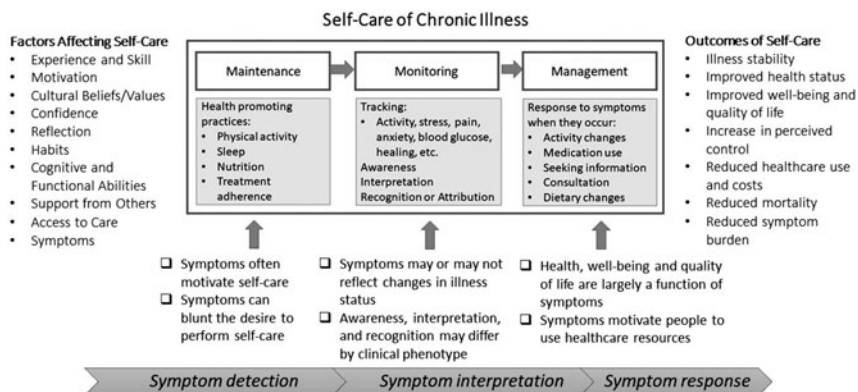 Self-Care of Chronic Illness
Factors Affecting Self-Care
• Experience and Skill
• Motivation
• Cultural Beliefs/Values
• Confidence
• Reflection
• Habits
• Cognitive and
Functional Abilities
• Support from Others
• Access to Care
• Symptoms
Maintenance
Health promoting
practices:
• Physical activity
• Sleep
• Nutrition
• Treatment
adherence
Monitoring
Tracking:
• Activity, stress, pain,
anxiety, blood glucose,
healing, etc.
Awareness
Interpretation
Recognition or Attribution
Management
Response to symptoms
when they occur:
• Activity changes
• Medication use
• Seeking information
• Consultation
• Dietary changes
Outcomes of Self-Care
• Illness stability
• Improved health status
• Improved well-being and
quality of life
• Increase in perceived
control
• Reduced healthcare use
and costs
• Reduced mortality
• Reduced symptom
burden
❑ Symptoms often
motivate self-care
❑ Symptoms can
blunt the desire to
perform self-care
❑ Symptoms may or may not
reflect changes in illness
status
❑ Awareness, interpretation,
and recognition may differ
by clinical phenotype
❑ Health, well-being and quality
of life are largely a function of
symptoms
❑ Symptoms motivate people to
use healthcare resources
Symptom detection
Symptom interpretation
Symptom response